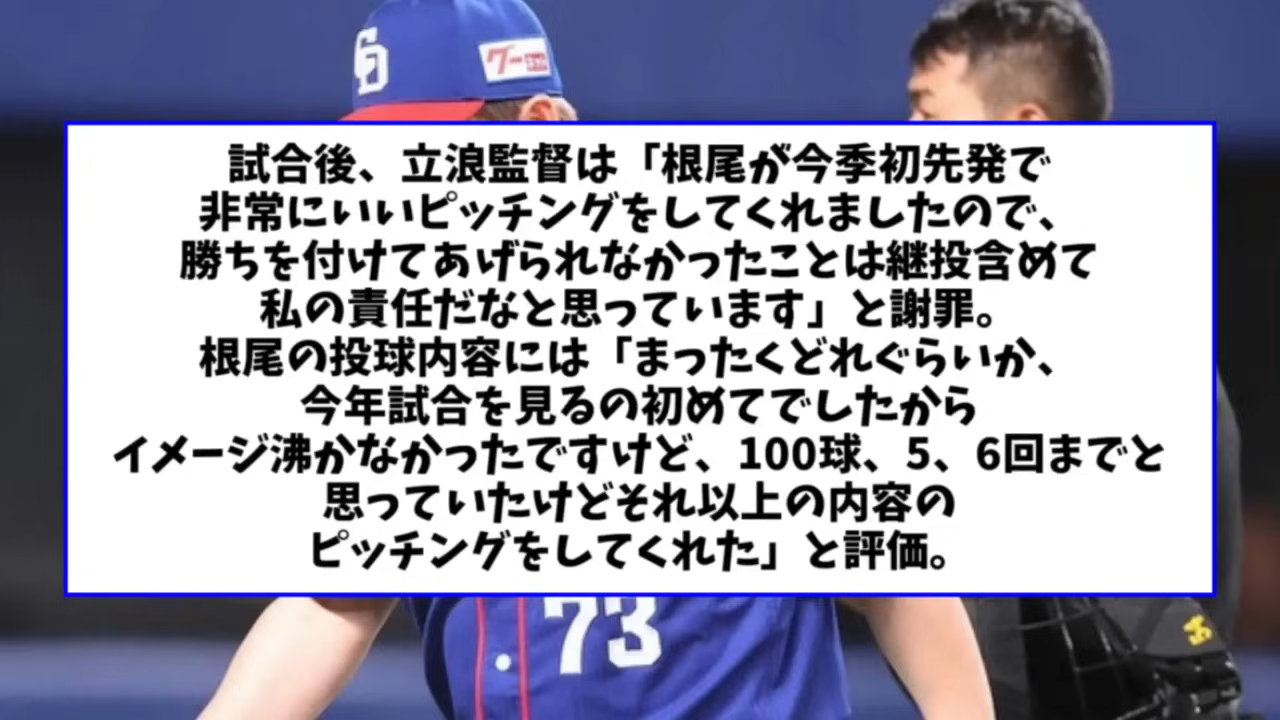 CD
グー
試合後、立浪監督は「根尾が今季初先発で
非常にいいピッチングをしてくれましたので、
勝ちを付けてあげられなかったことは継投含めて
私の責任だなと思っています」と謝罪。
根尾の投球内容には「まったくどれぐらいか、
今年試合を見るの初めてでしたから
イメージ沸かなかったですけど、100球、5、6回までと
思っていたけどそれ以上の内容の
ピッチングをしてくれた」と評価。
73